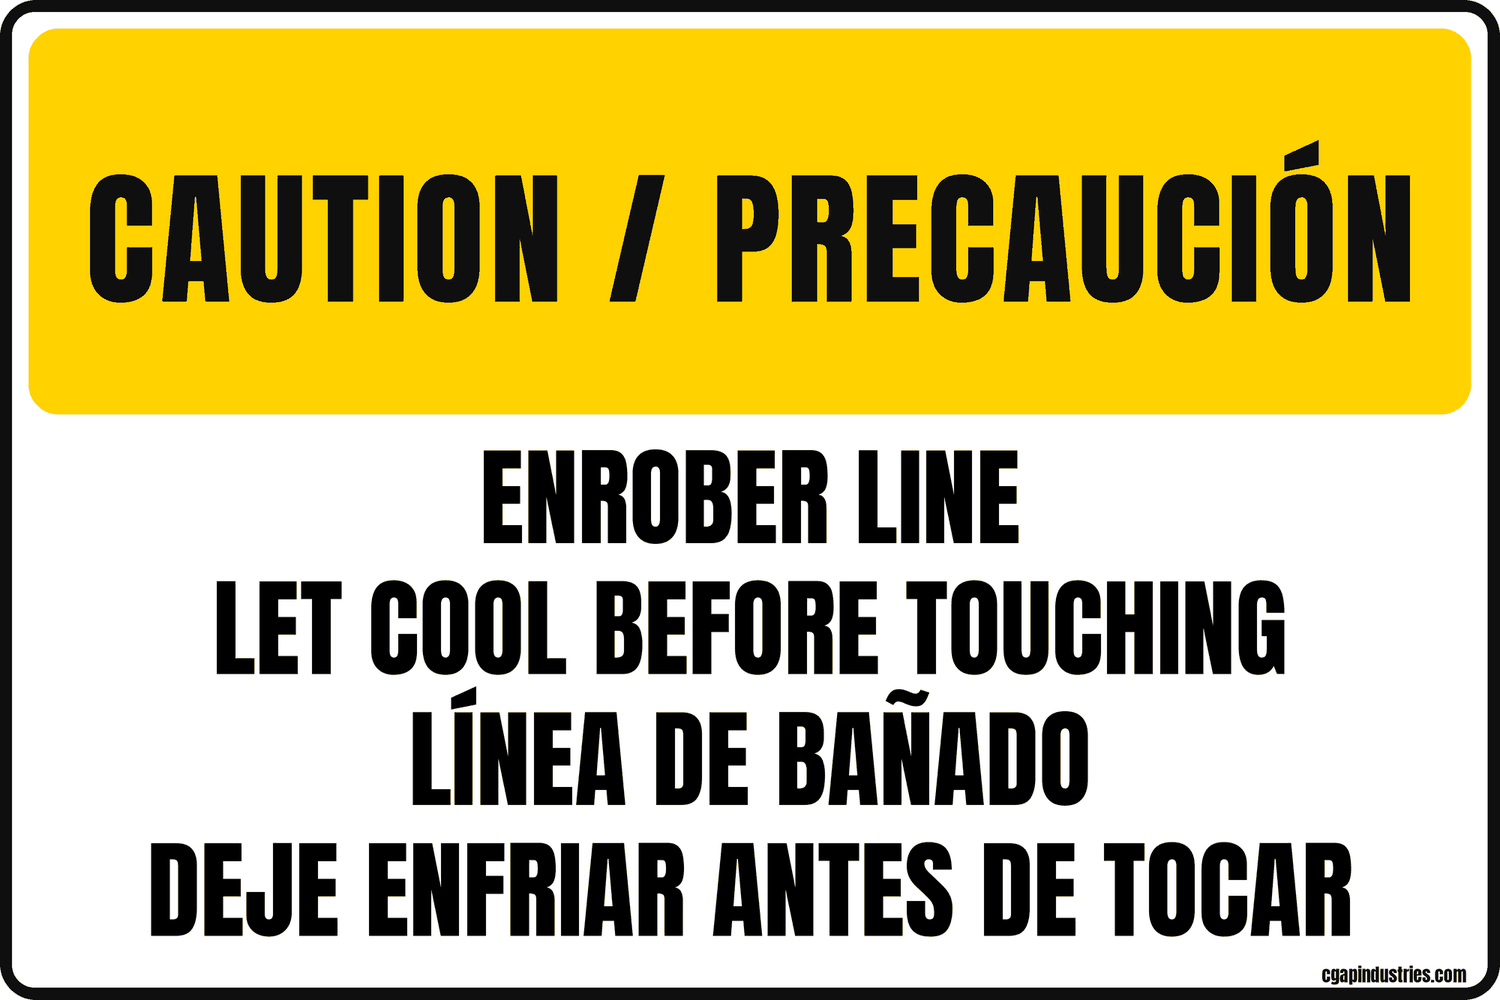 CAUTION / PRECAUCIÓN
ENROBER LINE
LET COOL BEFORE TOUCHING
LÍNEA DE BAÑADO
DEJE ENFRIAR ANTES DE TOCAR
cgapindustries.com